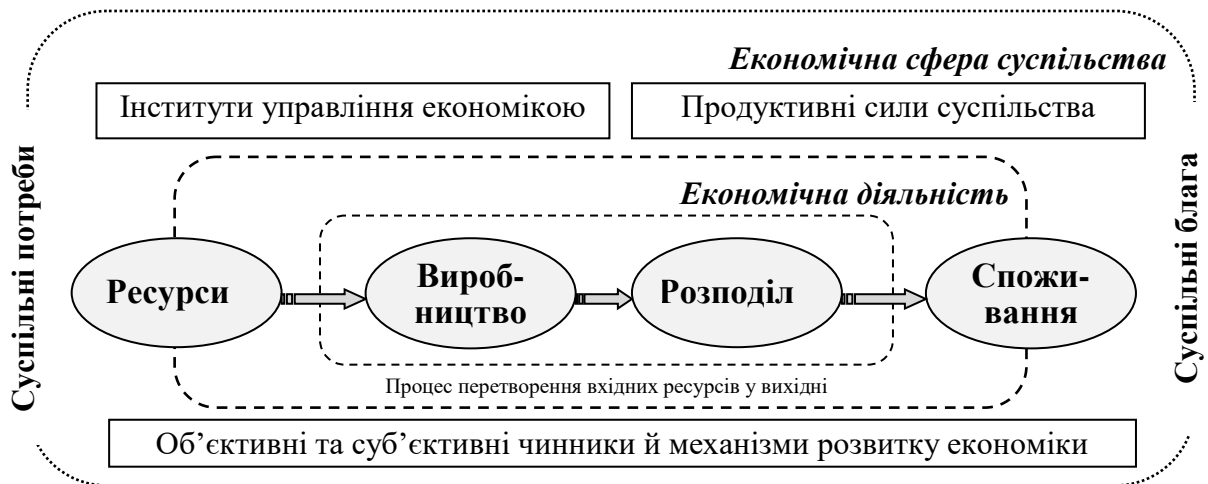 Економічна сфера суспільства
Інститути управління економікою
Продуктивні сили суспільства
Суспільні потреби
Економічна діяльність
Ресурси
Вироб-
ництво
Розподіл
Спожи-
вання
Суспільні блага
Процес перетворення вхідних ресурсів у вихідні
Об’єктивні та суб’єктивні чинники й механізми розвитку економіки